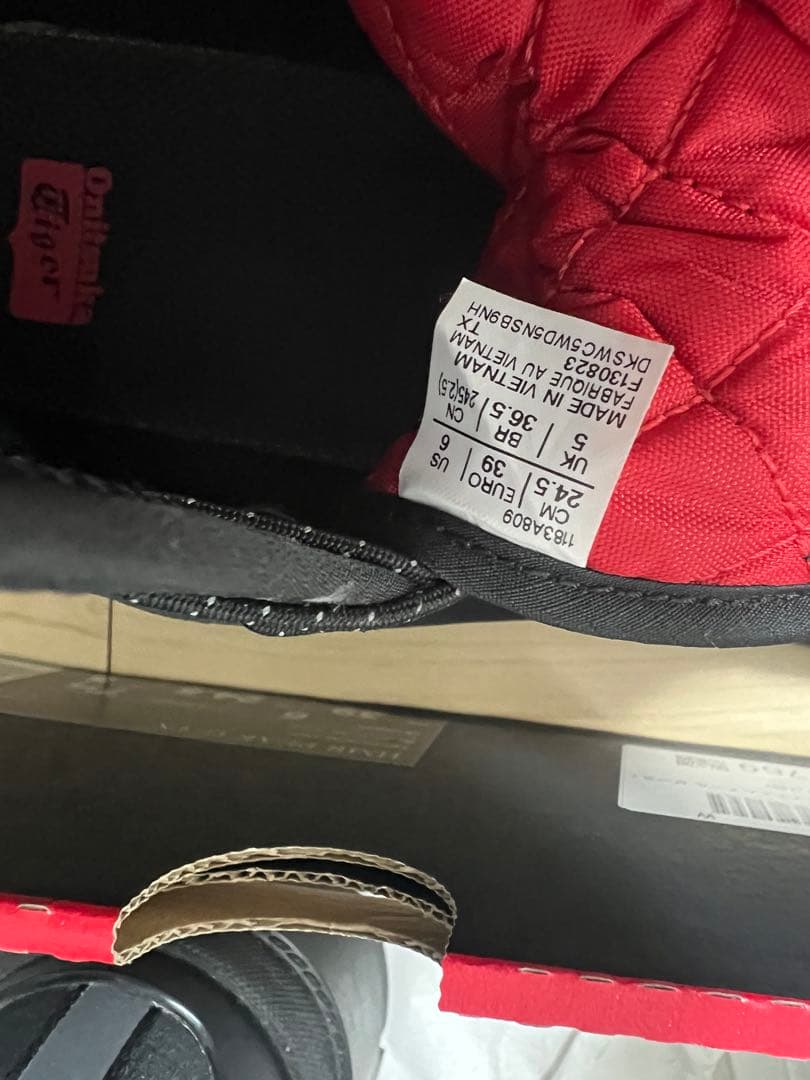 Onitsuka
Tiger
1183A809
CM | EURO | US
24.5 | 39 | 6
UK | BR | CN
5 | 36.5 | 245(2.5)
MADE IN VIETNAM
FABRIQUE AU VIETNAM
F130823 TX
DKSWC5WD5NSB9NH